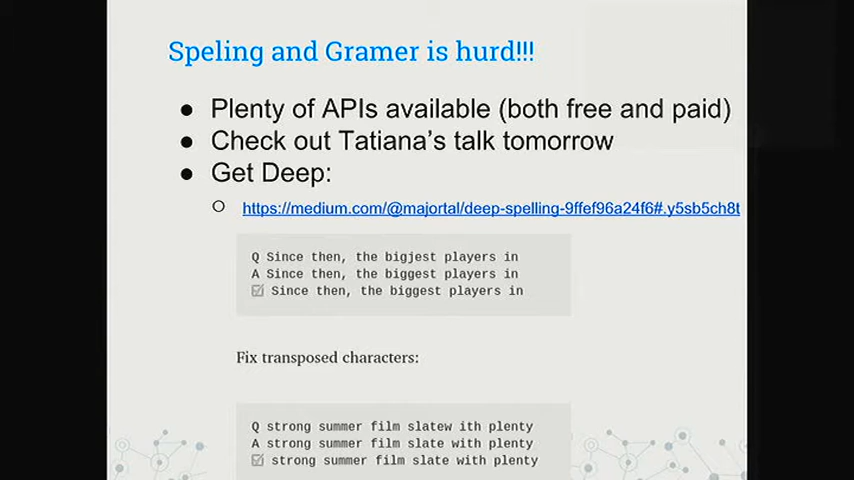 Speling and Gramer is hurd!!!
● Plenty of APIs available (both free and paid)
● Check out Tatiana's talk tomorrow
● Get Deep:
○ https://medium.com/@majortal/deep-spelling-9ffef96a24f6#.y5sb5ch8t
Q Since then, the bigjest players in
A Since then, the biggest players in
☑ Since then, the biggest players in
Fix transposed characters:
Q strong summer film slatew ith plenty
A strong summer film slate with plenty
☑ strong summer film slate with plenty